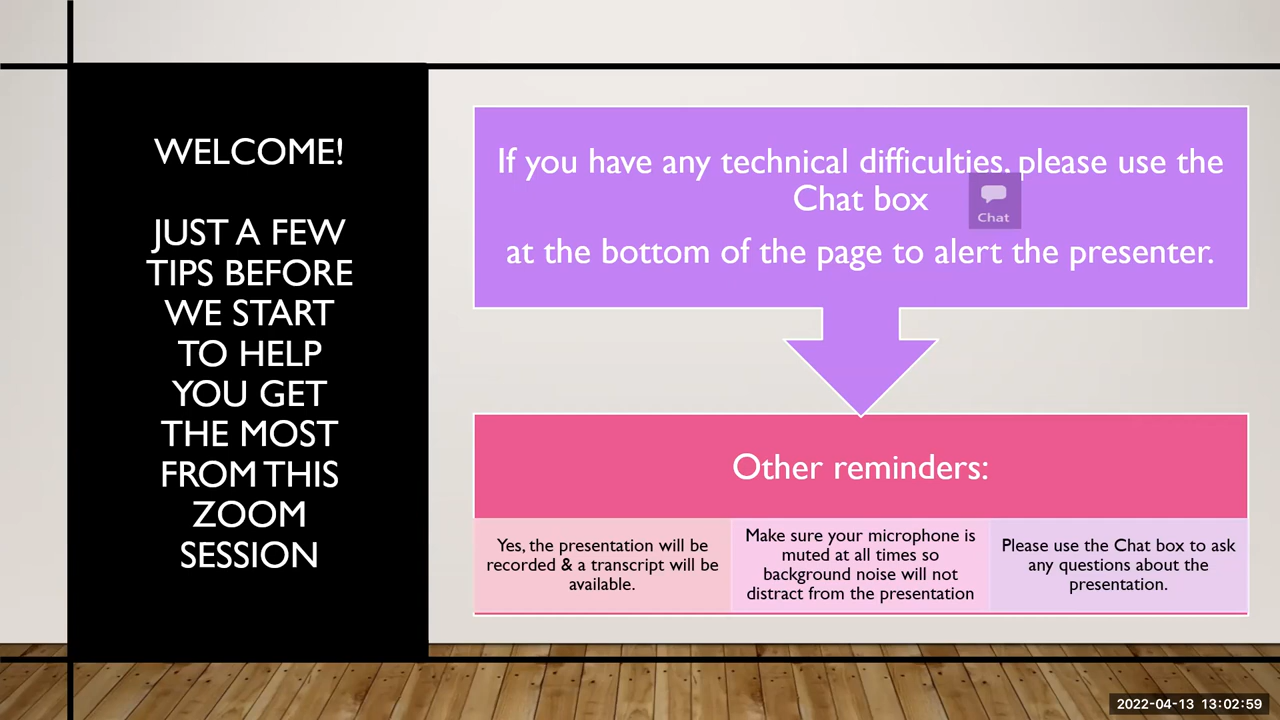 WELCOME!
JUST A FEW
TIPS BEFORE
WE START
TO HELP
YOU GET
THE MOST
FROM THIS
ZOOM
SESSION
If you have any technical difficulties, please use the
Chat box
Chat
at the bottom of the page to alert the presenter.
Other reminders:
Yes, the presentation will be
recorded & a transcript will be
available.
Make sure your microphone is
muted at all times so
background noise will not
distract from the presentation
Please use the Chat box to ask
any questions about the
presentation.
2022-04-13 13:02:59